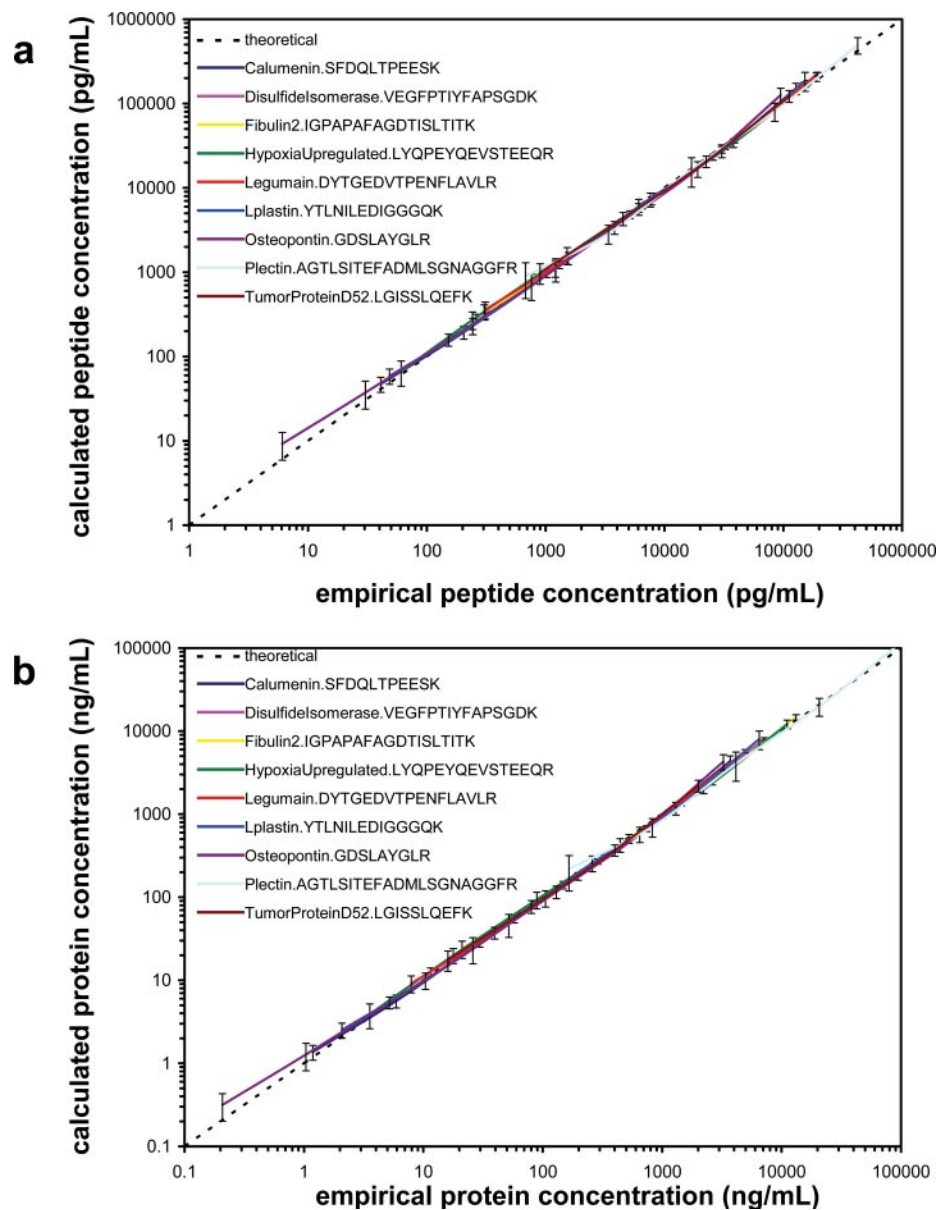 a
calculated peptide concentration (pg/mL)
1000000
100000
10000
1000
100
10
1
theoretical
Calumenin.SFDQLTPEESK
DisulfideIsomerase.VEGFPTIYFAPSGDK
Fibulin2.IGPAPAFAGDTISLTITK
HypoxiaUpregulated.LYQPEYQEVSTEEQR
Legumain.DYTGEDVTPENFLAVLR
Lplastin.YTLNILEDIGGGQK
Osteopontin.GDSLAYGLR
Plectin.AGTLSITEFADMLSGNAGGFR
TumorProteinD52.LGISSLQEFK
1 10 100 1000 10000 100000 1000000
empirical peptide concentration (pg/mL)
b
calculated protein concentration (ng/mL)
100000
10000
1000
100
10
1
0.1
theoretical
Calumenin.SFDQLTPEESK
DisulfideIsomerase.VEGFPTIYFAPSGDK
Fibulin2.IGPAPAFAGDTISLTITK
HypoxiaUpregulated.LYQPEYQEVSTEEQR
Legumain.DYTGEDVTPENFLAVLR
Lplastin.YTLNILEDIGGGQK
Osteopontin.GDSLAYGLR
Plectin.AGTLSITEFADMLSGNAGGFR
TumorProteinD52.LGISSLQEFK
0.1 1 10 100 1000 10000 100000
empirical protein concentration (ng/mL)